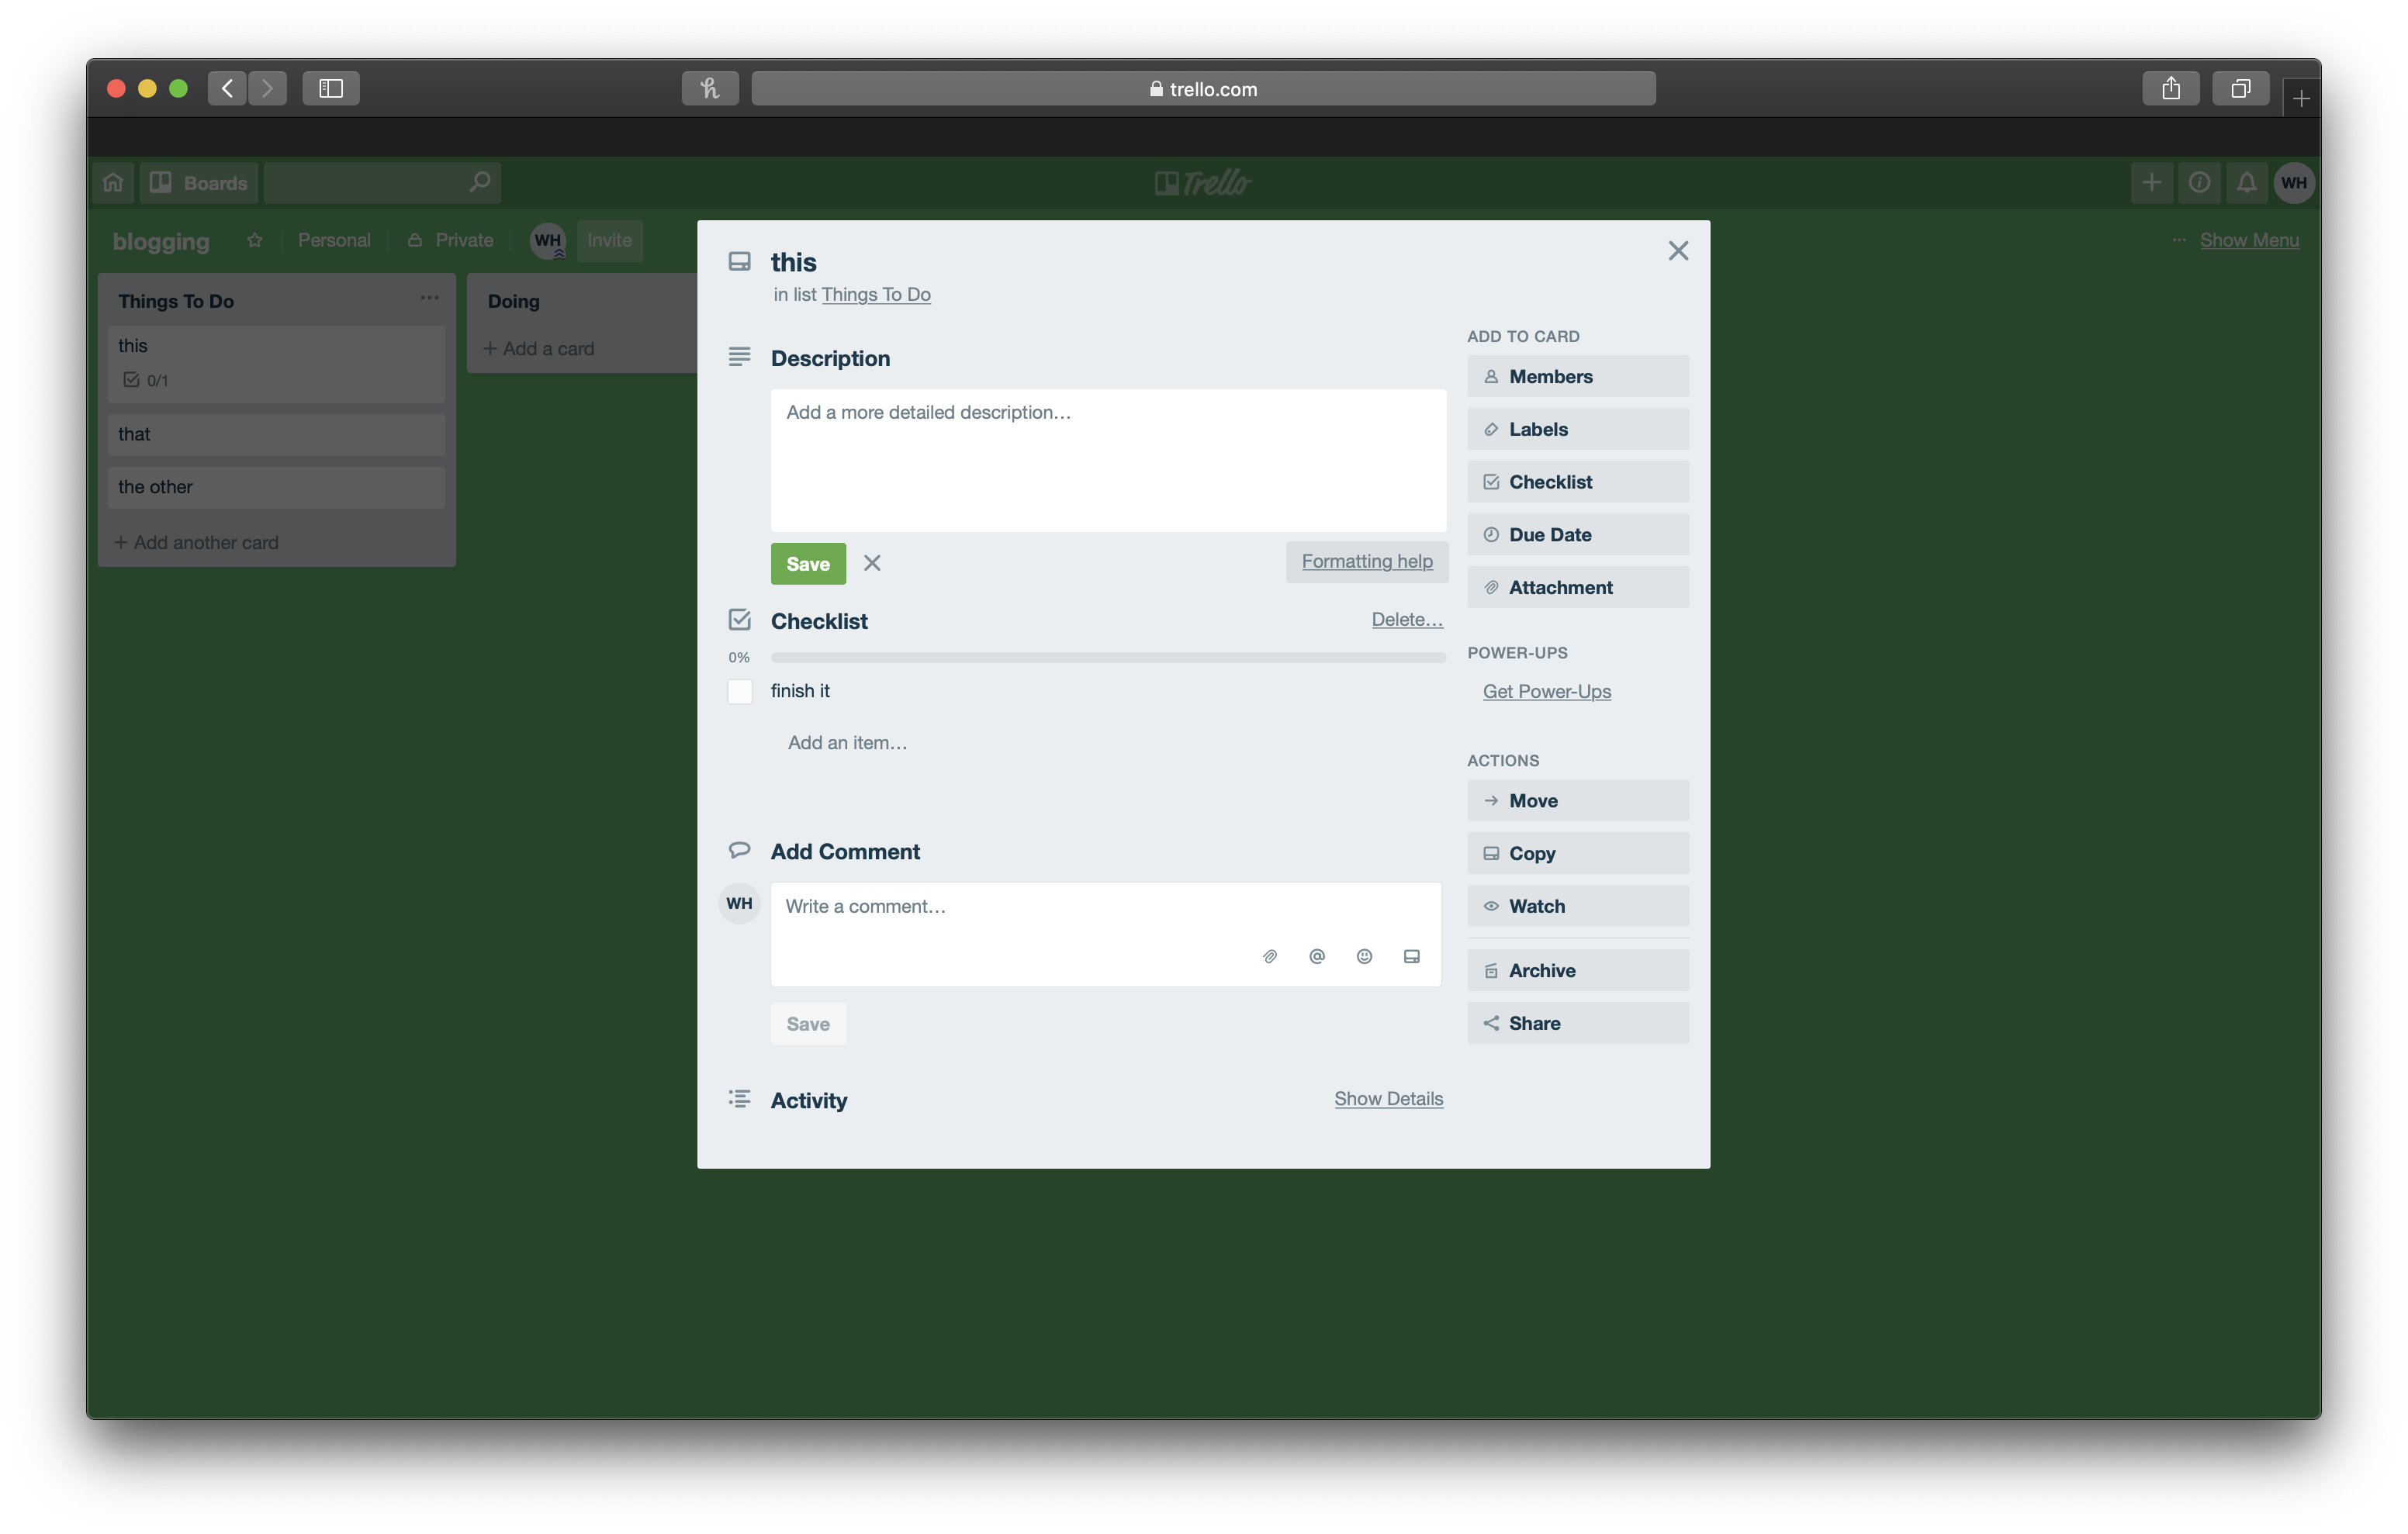 trello.com
Boards
Trello
WH
blogging
Personal
Private
WH
Invite
Show Menu
Things To Do
this
0/1
that
the other
+ Add another card
Doing
+ Add a card
this
in list Things To Do
Description
Add a more detailed description…
Save
Formatting help
Checklist
Delete…
0%
finish it
Add an item…
Add Comment
WH
Write a comment…
@
Save
Activity
Show Details
ADD TO CARD
Members
Labels
Checklist
Due Date
Attachment
POWER-UPS
Get Power-Ups
ACTIONS
Move
Copy
Watch
Archive
Share